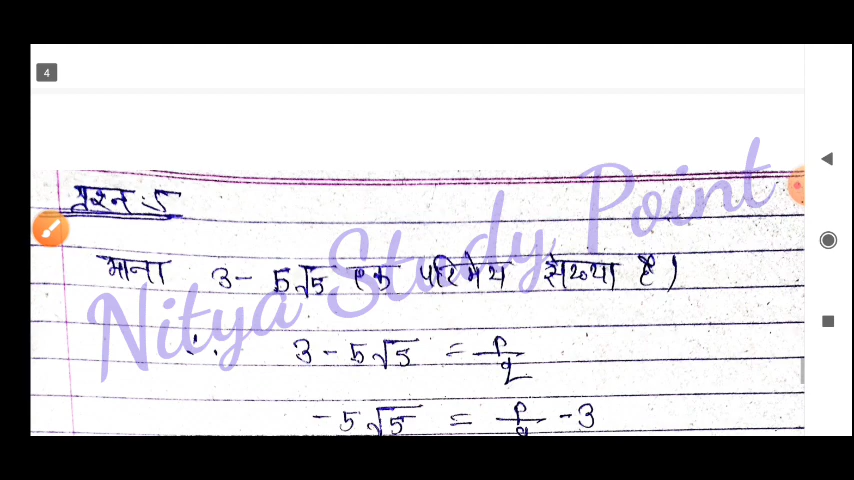 4
प्रश्न 5
माना 3 - 5√5 एक परिमेय संख्या है।
∴ 3 - 5√5 = p/q
- 5√5 = p/q - 3
Nitya Study Point